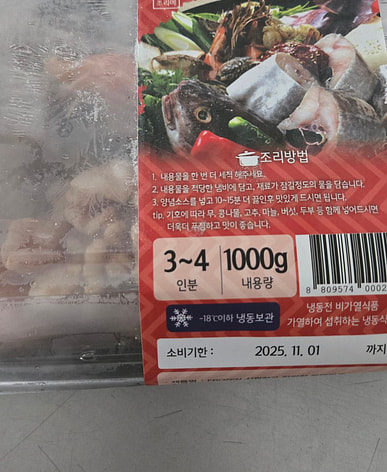 조리방법
1. 내용물을 한 번 더 세척 해주세요.
2. 내용물을 적당한 냄비에 담고, 재료가 잠길정도의 물을 담습니다.
3. 양념소스를 넣고 10~15분 더 끓인후 맛있게 드시면 됩니다.
tip. 기호에 따라 무, 콩나물, 고추, 마늘, 버섯, 두부 등 함께 넣어드시면
더욱더 푸짐하고 맛이 좋습니다.
3~4
인분
1000g
내용량
8 809574 0002
-18℃이하 냉동보관
냉동전 비가열식품
가열하여 섭취하는 냉동식
소비기한 : 2025. 11. 01 까지